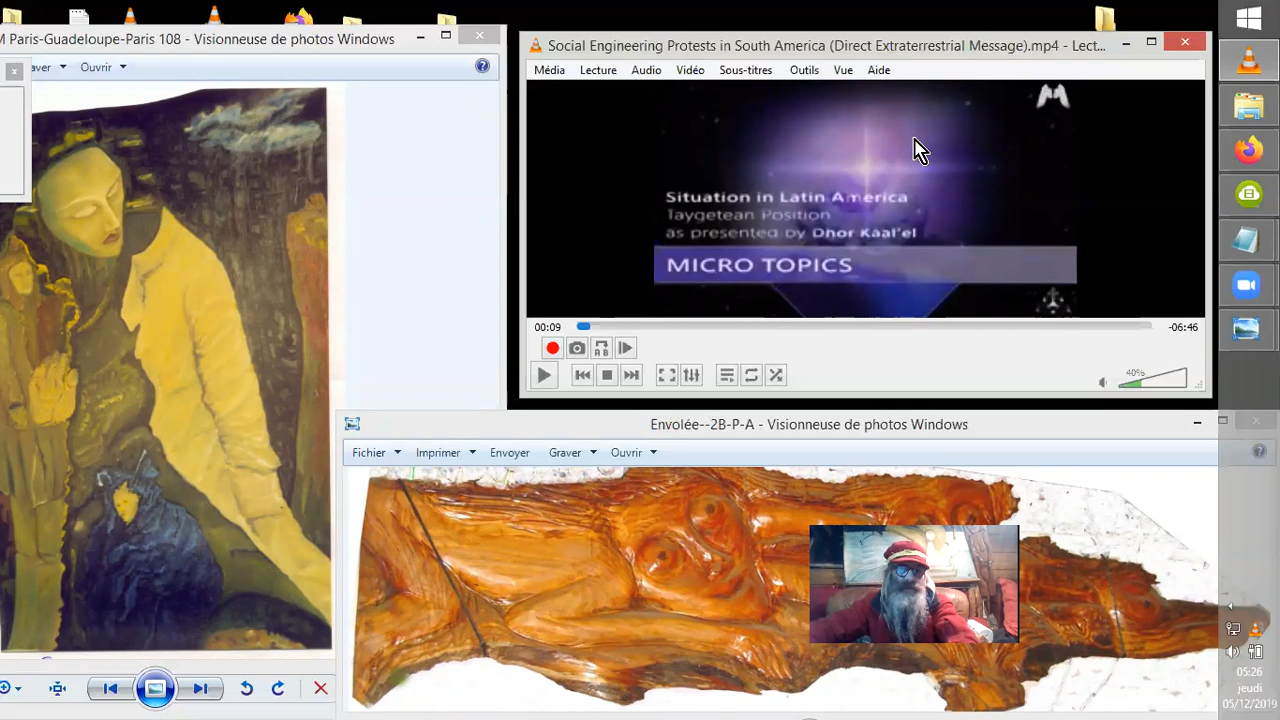 M Paris-Guadeloupe-Paris 108 - Visionneuse de photos Windows
aver Ouvrir
Social Engineering Protests in South America (Direct Extraterrestrial Message).mp4 - Lect...
Média Lecture Audio Vidéo Sous-titres Outils Vue Aide
Situation in Latin America
Taygetean Position
as presented by Dhor Kaal'el
MICRO TOPICS
00:09
-06:46
40%
Envolée--2B-P-A - Visionneuse de photos Windows
Fichier Imprimer Envoyer Graver Ouvrir
05:26
jeudi
05/12/2019